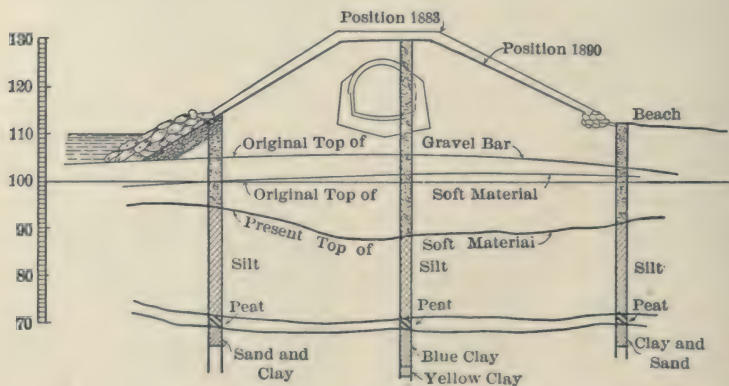 Position 1883
130
Position 1890
120
Beach
110
Original Top of Gravel Bar
100
Original Top of Soft Material
90
Present Top of Soft Material
Silt Silt Silt
80
Peat Peat Peat
70
Sand and Clay
Blue Clay
Clay and Sand
Yellow Clay